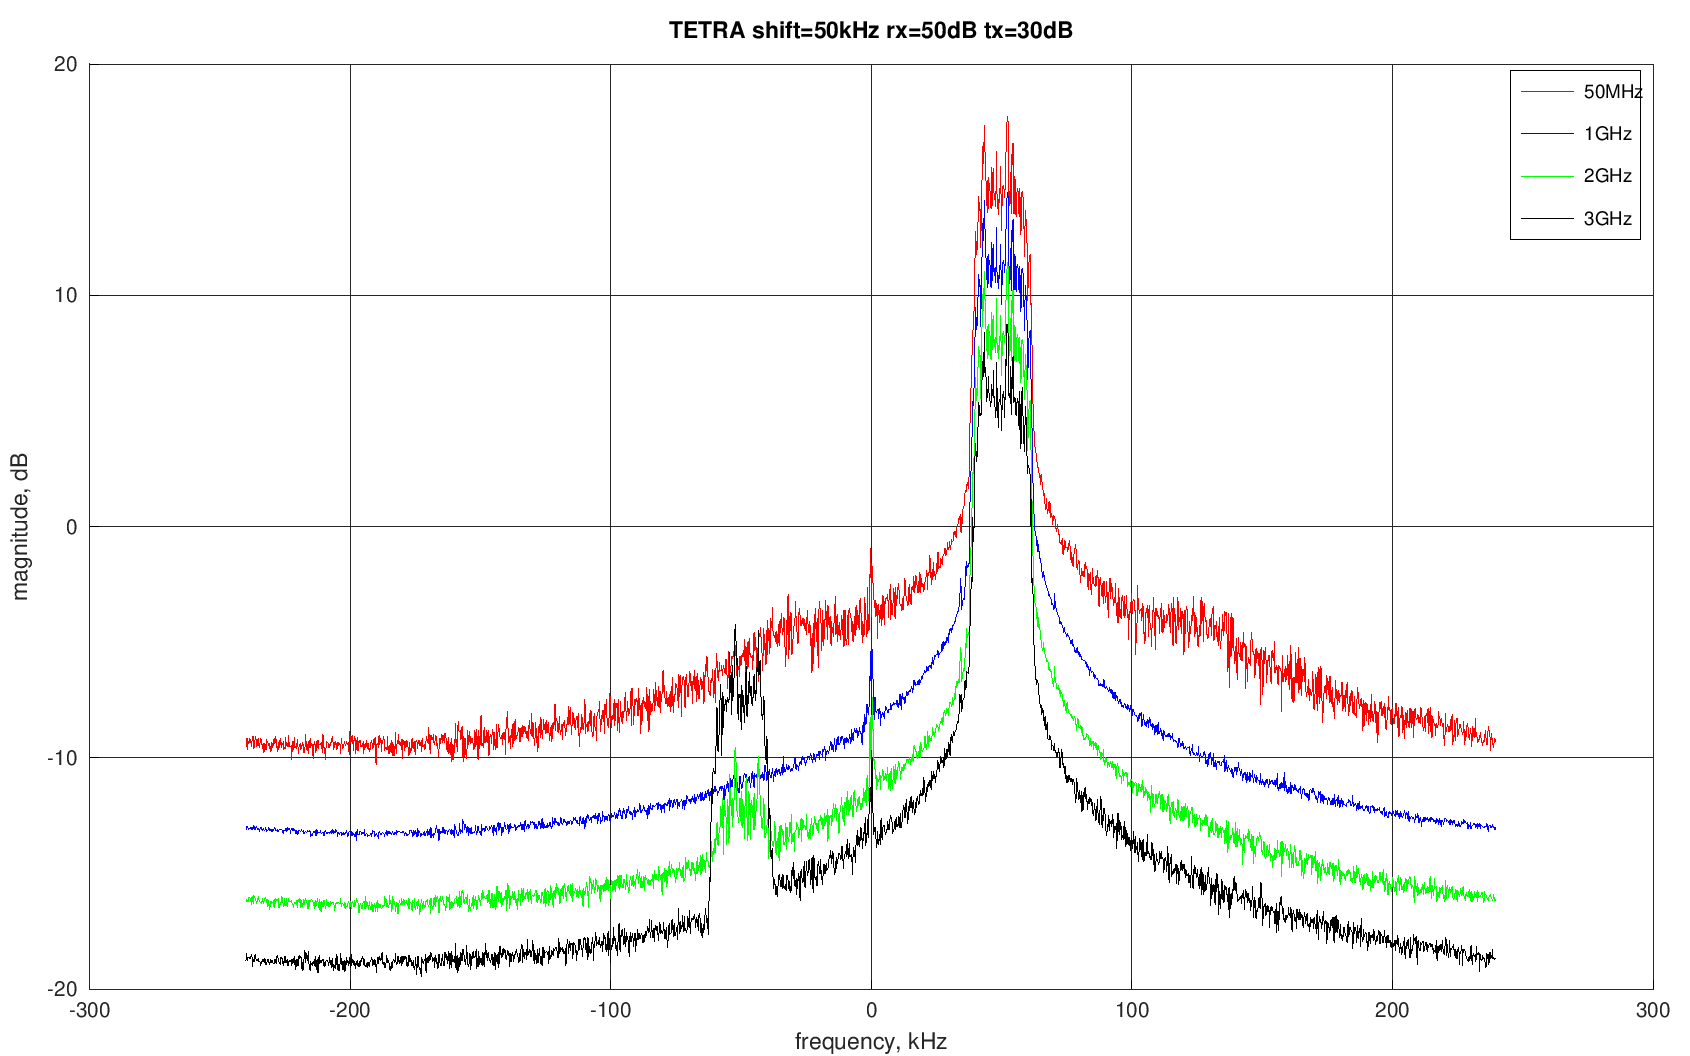 TETRA shift=50kHz rx=50dB tx=30dB
20
10
0
-10
-20
magnitude, dB
50MHz
1GHz
2GHz
3GHz
-300
-200
-100
0
100
200
300
frequency, kHz